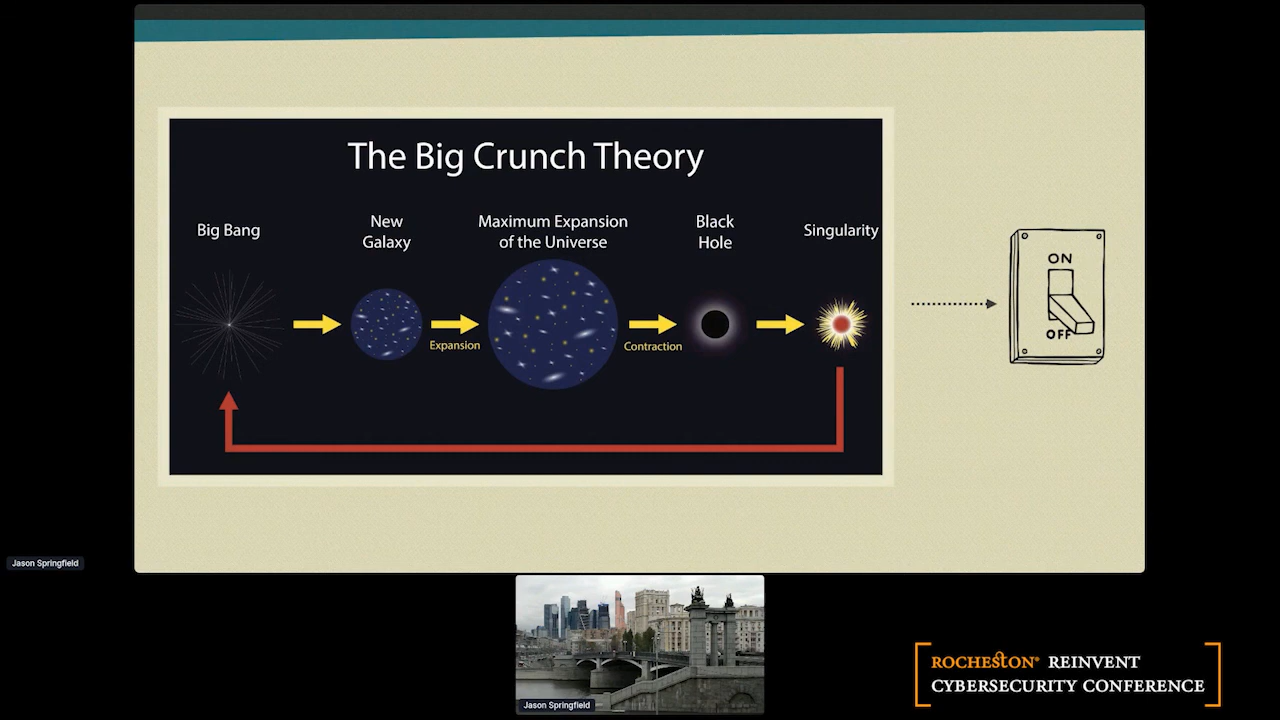 The Big Crunch Theory
Big Bang
New
Galaxy
Maximum Expansion
of the Universe
Black
Hole
Singularity
Expansion
Contraction
ON
OFF
Jason Springfield
Jason Springfield
ROCHESTON® REINVENT
CYBERSECURITY CONFERENCE